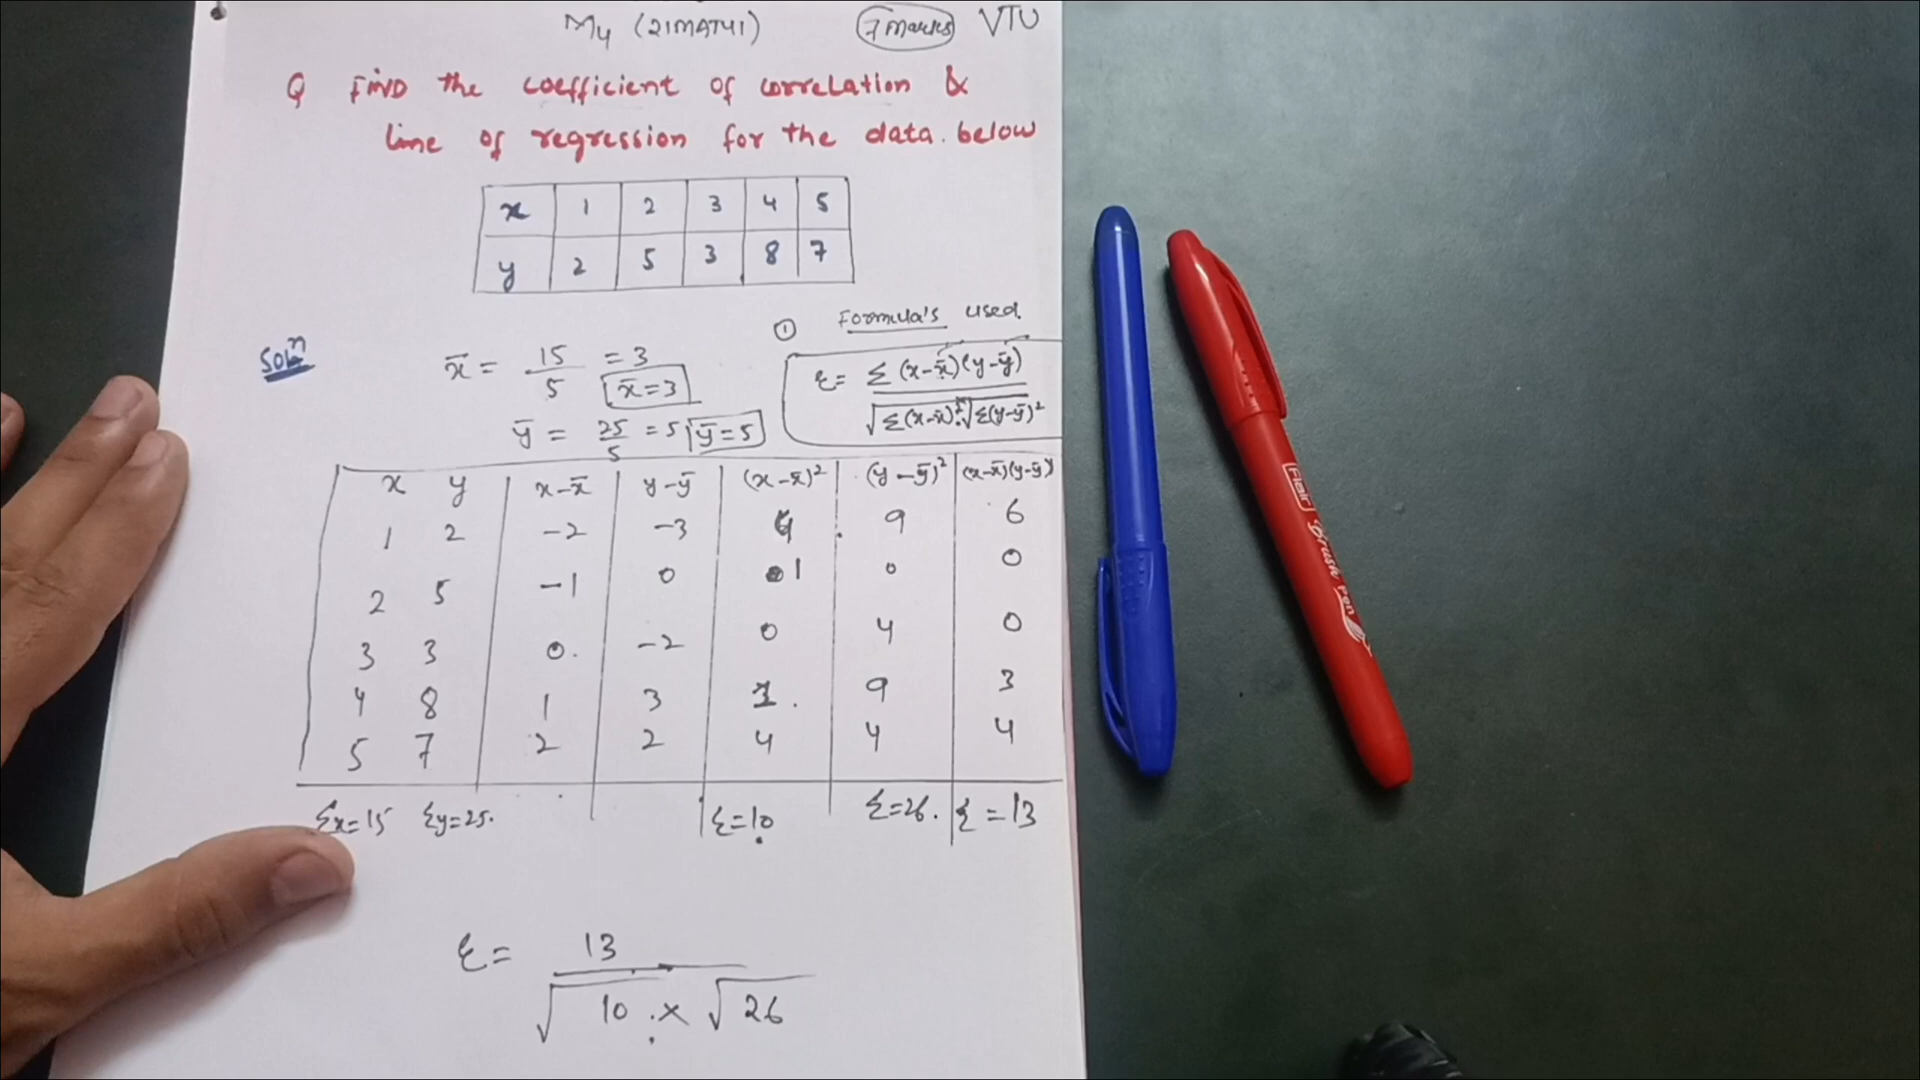 M4 (21MAT41) 7 Marks VTU
Q Find the coefficient of correlation &
line of regression for the data. below
x 1 2 3 4 5
y 2 5 3 8 7
① Formula's used.
Solⁿ
x̄ = 15/5 = 3 x̄=3
ȳ = 25/5 = 5 ȳ=5
r= Σ(x-x̄)(y-ȳ) / √Σ(x-x̄)².√Σ(y-ȳ)²
x y x-x̄ y-ȳ (x-x̄)² (y-ȳ)² (x-x̄)(y-ȳ)
1 2 -2 -3 4 9 6
2 5 -1 0 1 0 0
3 3 0. -2 0 4 0
4 8 1 3 1. 9 3
5 7 2 2 4 4 4
Σx=15 Σy=25. Σ=10 Σ=26. Σ=13
r= 13 / √10 × √26
Flair
Brush Pen